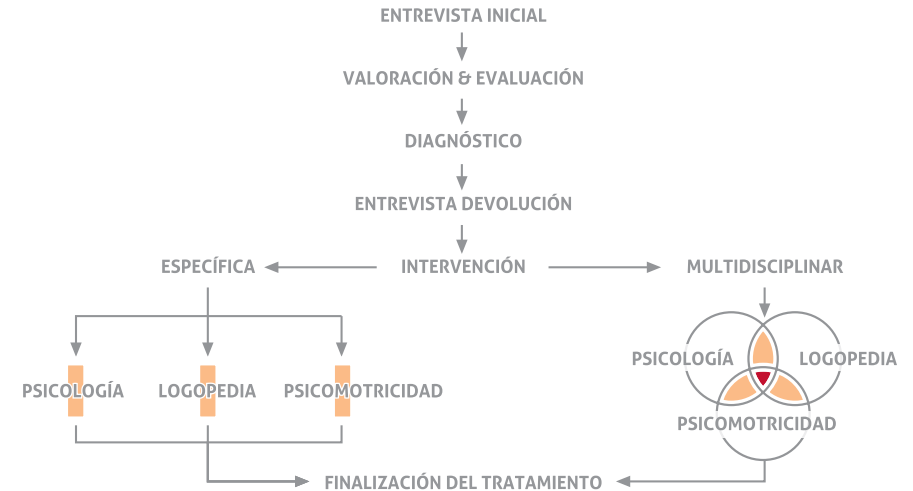 ENTREVISTA INICIAL
VALORACIÓN & EVALUACIÓN
DIAGNÓSTICO
ENTREVISTA DEVOLUCIÓN
ESPECÍFICA
INTERVENCIÓN
MULTIDISCIPLINAR
PSICOLOGÍA
LOGOPEDIA
PSICOMOTRICIDAD
PSICOLOGÍA
LOGOPEDIA
PSICOMOTRICIDAD
FINALIZACIÓN DEL TRATAMIENTO